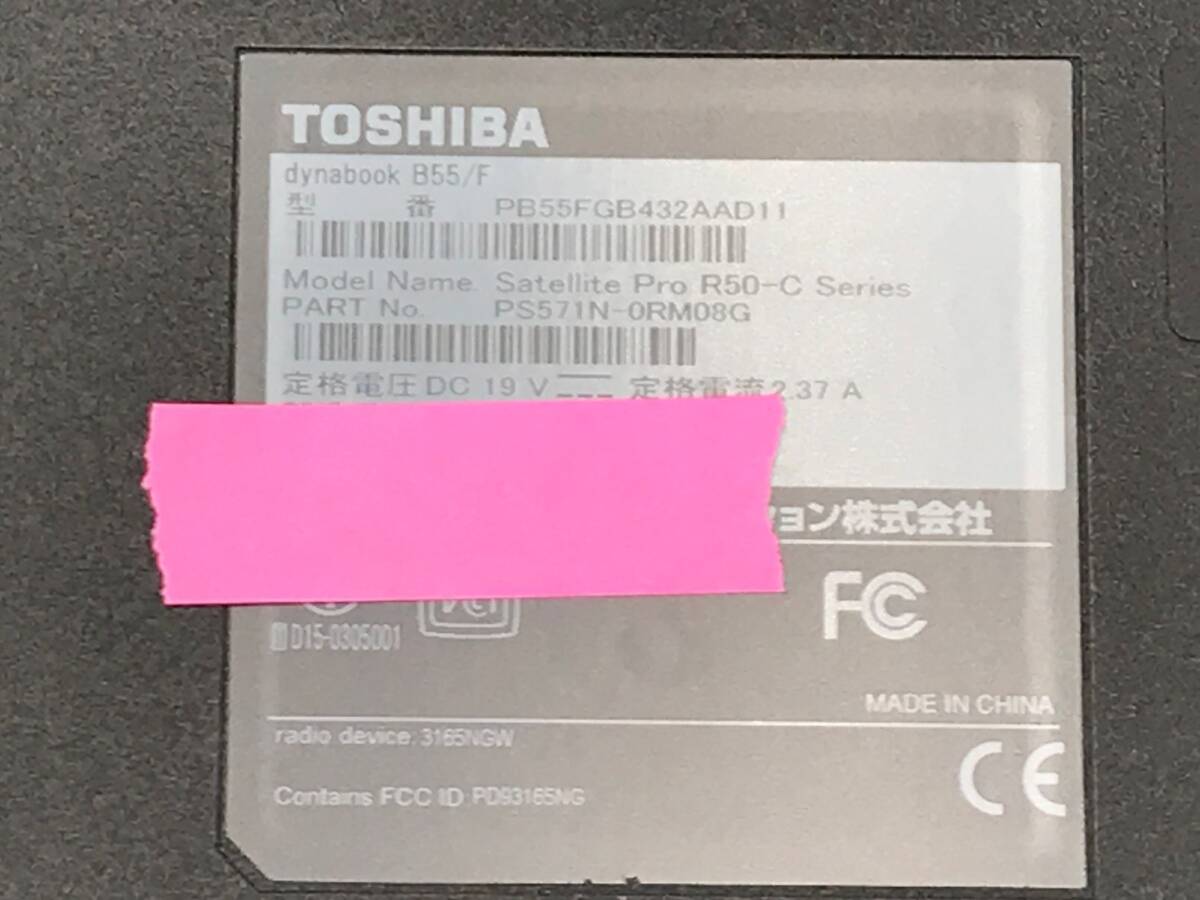 TOSHIBA
dynabook B55/F
型 番 PB55FGB432AAD11
Model Name. Satellite Pro R50-C Series
PART No. PS571N-0RM08G
定格電圧 DC 19 V 定格電流 2.37 A
ョン株式会社
FC
VCI
D15-0305001
MADE IN CHINA
radio device: 3165NGW
CE
Contains FCC ID: PD93165NG